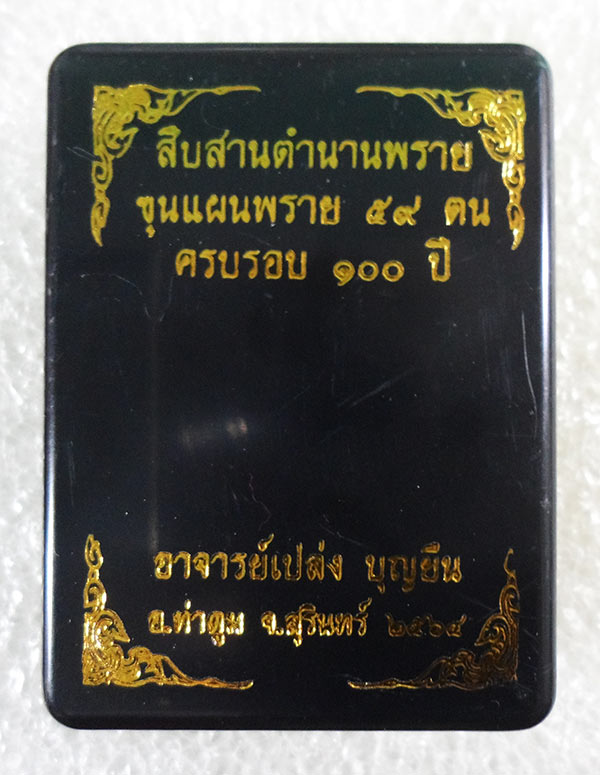 สืบสานตำนานพราย
ขุนแผนพราย ๕๙ ตน
ครบรอบ ๑๐๐ ปี
อาจารย์เปล่ง บุญยืน
อ.ท่าตูม จ.สุรินทร์ ๒๕๖๔